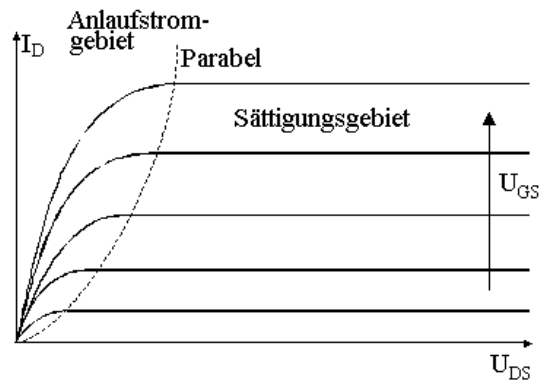 Anlaufstrom-
gebiet
I_D
Parabel
Sättigungsgebiet
U_GS
U_DS